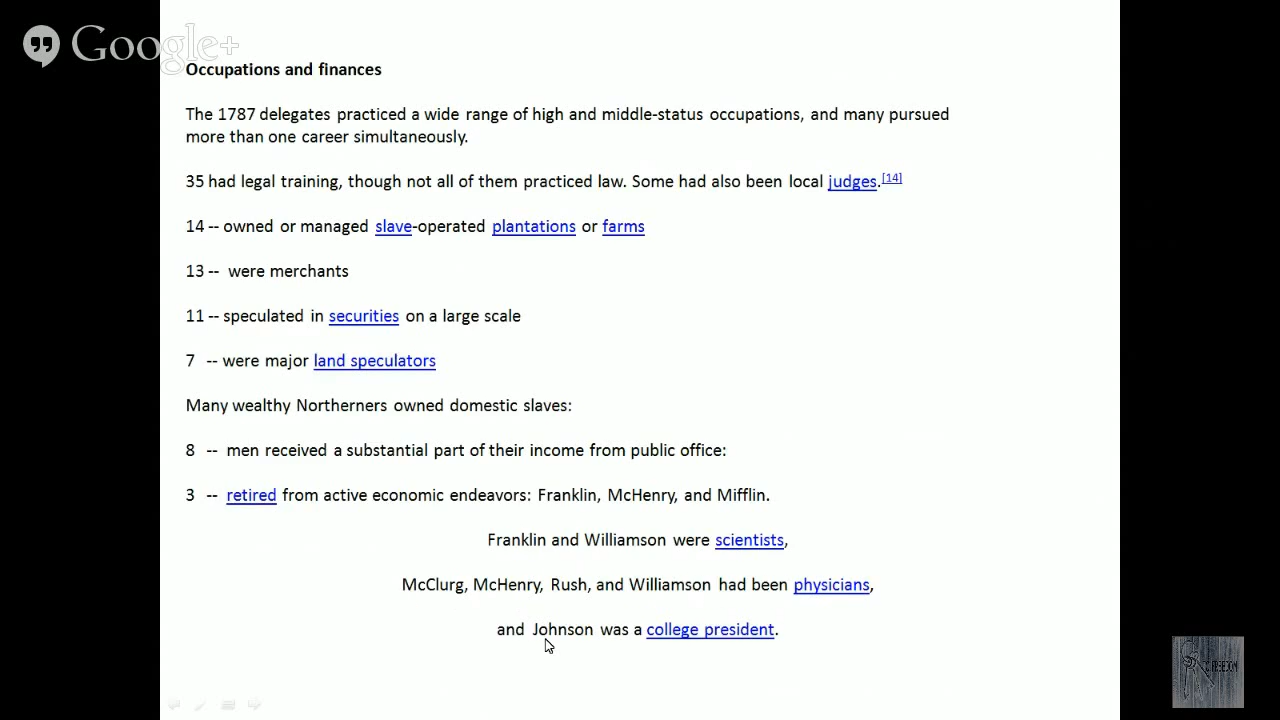 Google+
Occupations and finances
The 1787 delegates practiced a wide range of high and middle-status occupations, and many pursued
more than one career simultaneously.
35 had legal training, though not all of them practiced law. Some had also been local judges.[14]
14 -- owned or managed slave-operated plantations or farms
13 -- were merchants
11 -- speculated in securities on a large scale
7 -- were major land speculators
Many wealthy Northerners owned domestic slaves:
8 -- men received a substantial part of their income from public office:
3 -- retired from active economic endeavors: Franklin, McHenry, and Mifflin.
Franklin and Williamson were scientists,
McClurg, McHenry, Rush, and Williamson had been physicians,
and Johnson was a college president.
FREEDOM